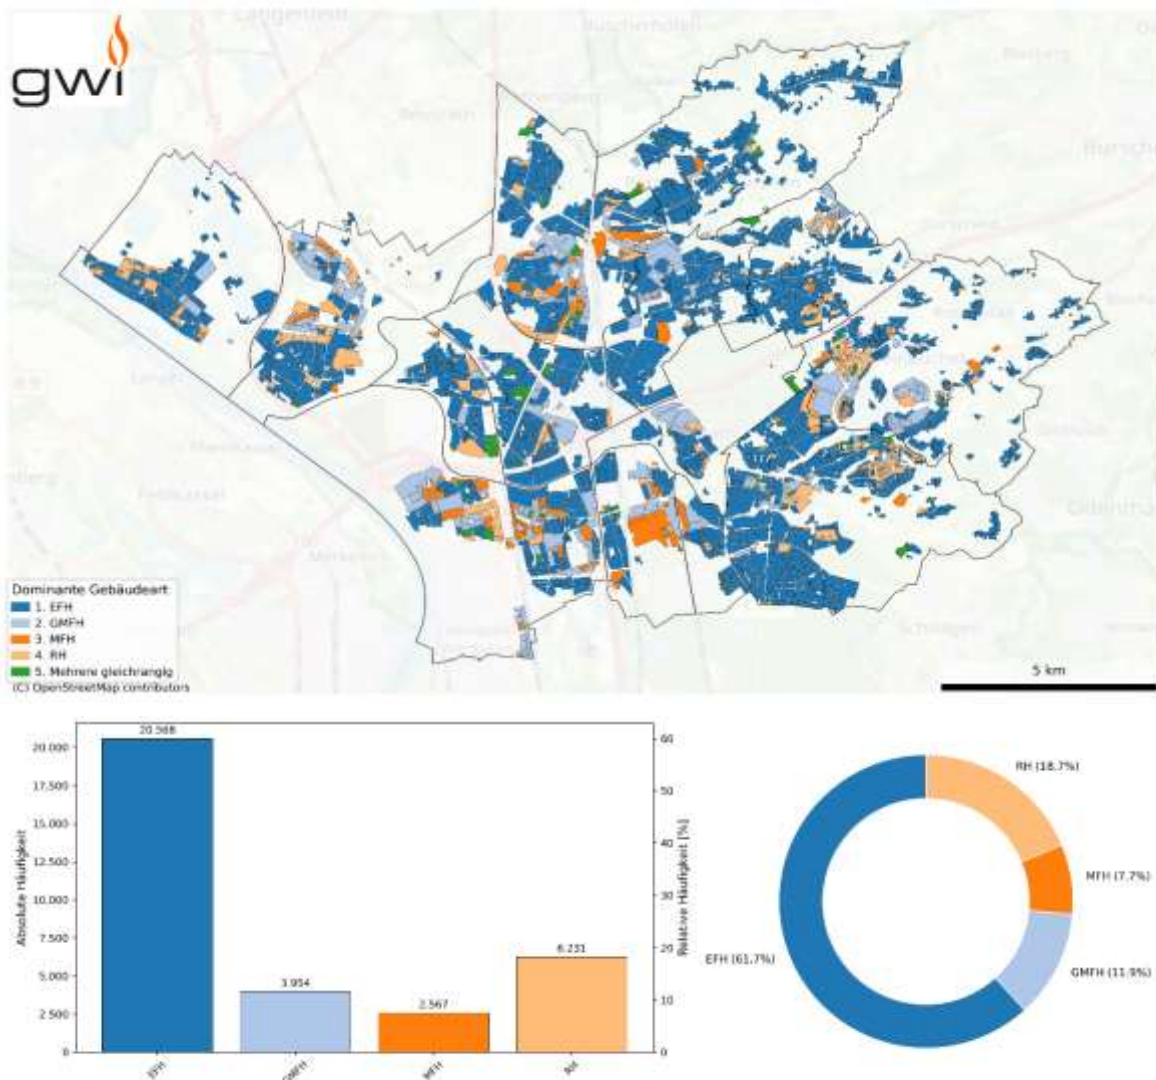 gwi
Dominante Gebäudeart
1. EFH
2. GMFH
3. MFH
4. RH
5. Mehrere gleichrangig
(C) OpenStreetMap contributors
5 km
20.568
20.000
17.500
15.000
12.500
10.000
7.500
5.000
2.500
0
Absolute Häufigkeit
3.954
2.567
6.231
60
50
40
30
20
10
0
Relative Häufigkeit [%]
EFH
GMFH
MFH
RH
RH (18.7%)
MFH (7.7%)
GMFH (11.9%)
EFH (61.7%)